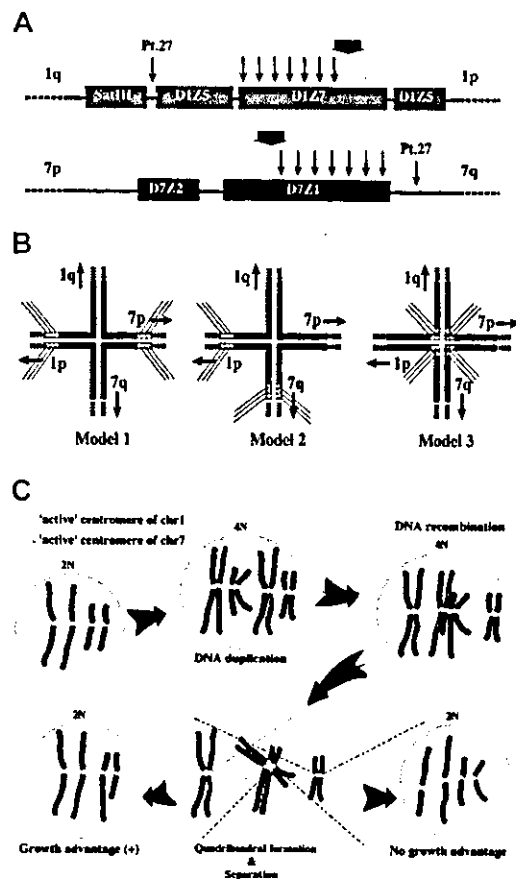 A
Pt.27
1q
1p
SatIII
D1Z5
D1Z7
D1Z5
Pt.27
7p
7q
D7Z2
D7Z1
B
1q
1q
1q
7p
7p
7p
1p
1p
1p
7q
7q
7q
Model 1
Model 2
Model 3
C
'active' centromere of chr1
'active' centromere of chr7
2N
4N
DNA duplication
DNA recombination
4N
2N
Growth advantage (+)
Quadriradial formation
&
Separation
2N
No growth advantage